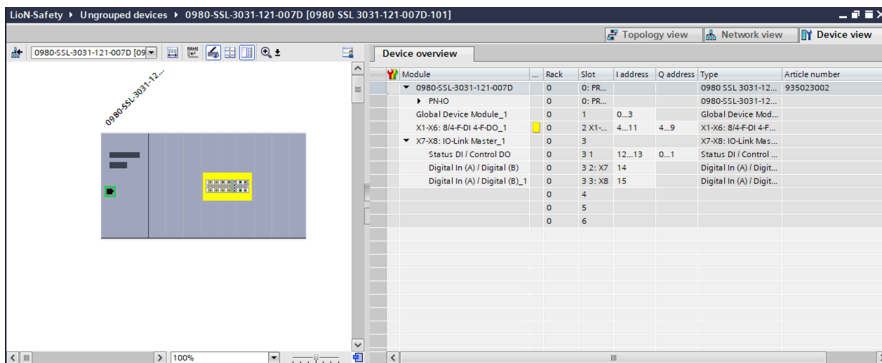 LioN-Safety ▸ Ungrouped devices ▸ 0980-SSL-3031-121-007D [0980 SSL 3031-121-007D-101]
Topology view Network view Device view
0980-SSL-3031-121-007D [09
Device overview
0980-SSL-3031-12...
Module ... Rack Slot I address Q address Type Article number
0980-SSL-3031-121-007D 0 0: PR... 0980 SSL 3031-12... 935023002
PN-IO 0 0: PR... 0980-SSL-3031-12...
Global Device Module_1 0 1 0...3 Global Device Mod...
X1-X6: 8/4-F-DI 4-F-DO_1 0 2 X1-... 4...11 4...9 X1-X6: 8/4-F-DI 4-F...
X7-X8: IO-Link Master_1 0 3 X7-X8: IO-Link Mas...
Status DI / Control DO 0 3 1 12...13 0...1 Status DI / Control ...
Digital In (A) / Digital (B) 0 3 2: X7 14 Digital In (A) / Digit...
Digital In (A) / Digital (B)_1 0 3 3: X8 15 Digital In (A) / Digit...
0 4
0 5
0 6
100%